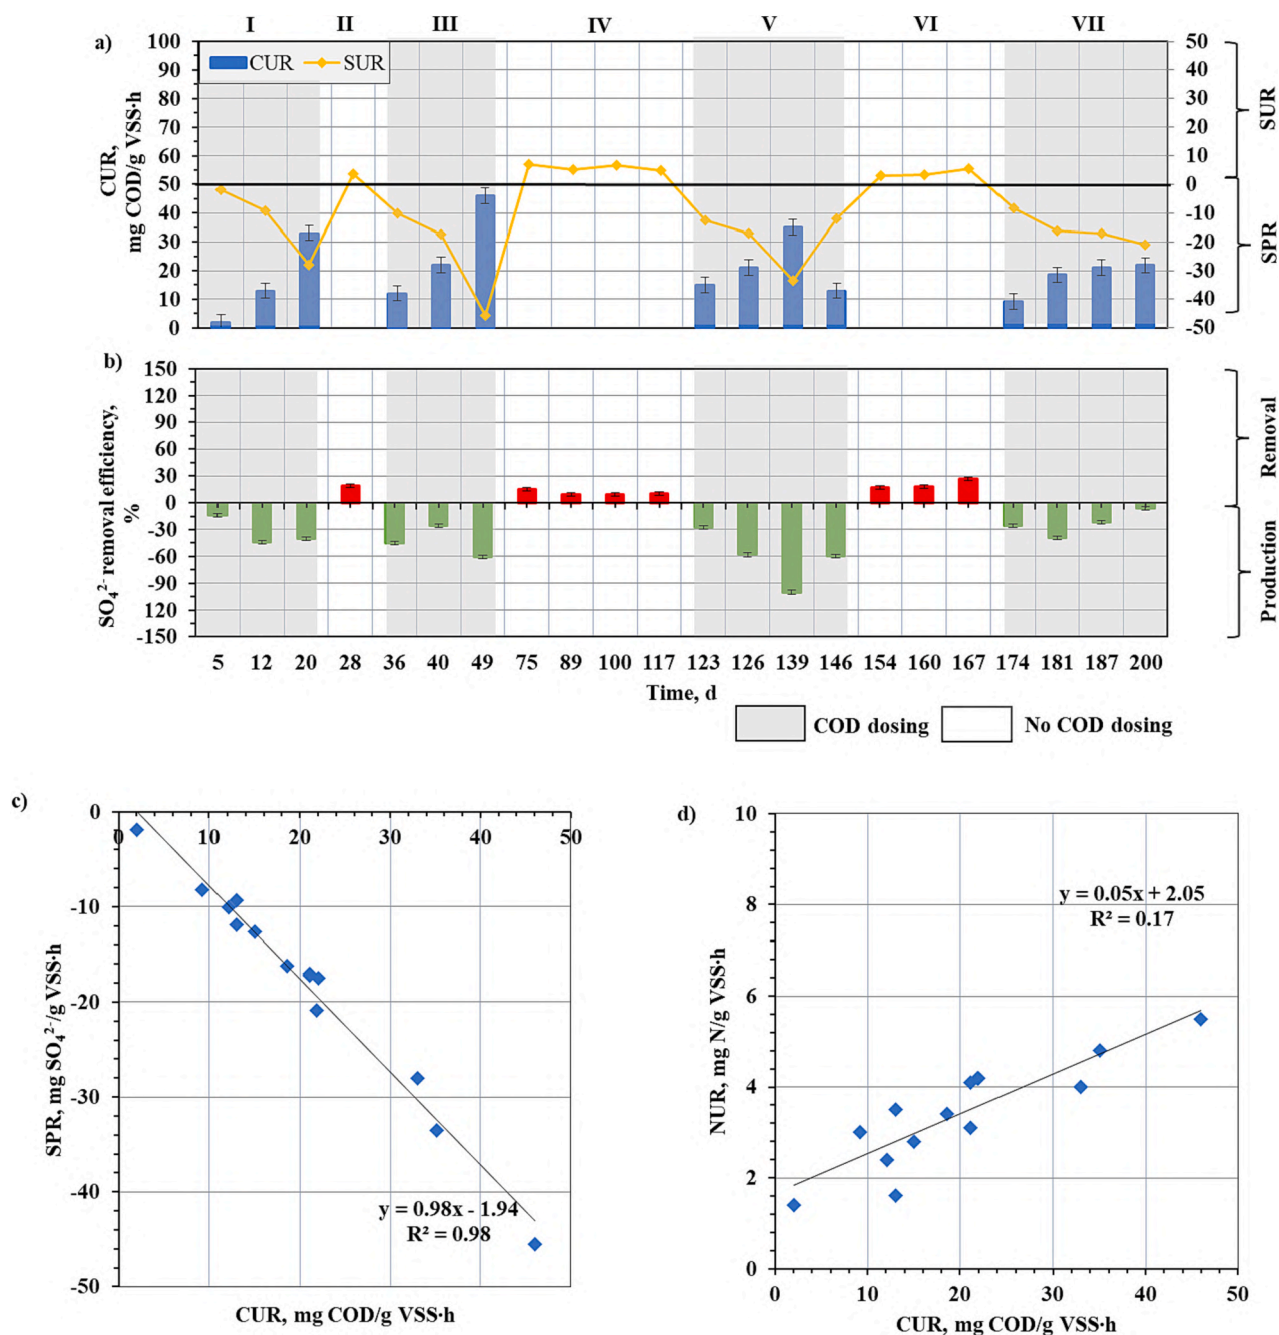 I II III IV V VI VII
a)
CUR SUR
CUR,
mg COD/g VSS·h
100
90
80
70
60
50
40
30
20
10
0
50
40
30
20
10
0
-10
-20
-30
-40
-50
SUR
SPR
b)
SO₄²⁻ removal efficiency,
%
150
120
90
60
30
0
-30
-60
-90
-120
-150
Removal
Production
5 12 20 28 36 40 49 75 89 100 117 123 126 139 146 154 160 167 174 181 187 200
Time, d
COD dosing No COD dosing
c)
SPR, mg SO₄²⁻/g VSS·h
0
-10
-20
-30
-40
-50
0 10 20 30 40 50
y = 0.98x - 1.94
R² = 0.98
CUR, mg COD/g VSS·h
d)
NUR, mg N/g VSS·h
10
8
6
4
2
0
y = 0.05x + 2.05
R² = 0.17
0 10 20 30 40 50
CUR, mg COD/g VSS·h